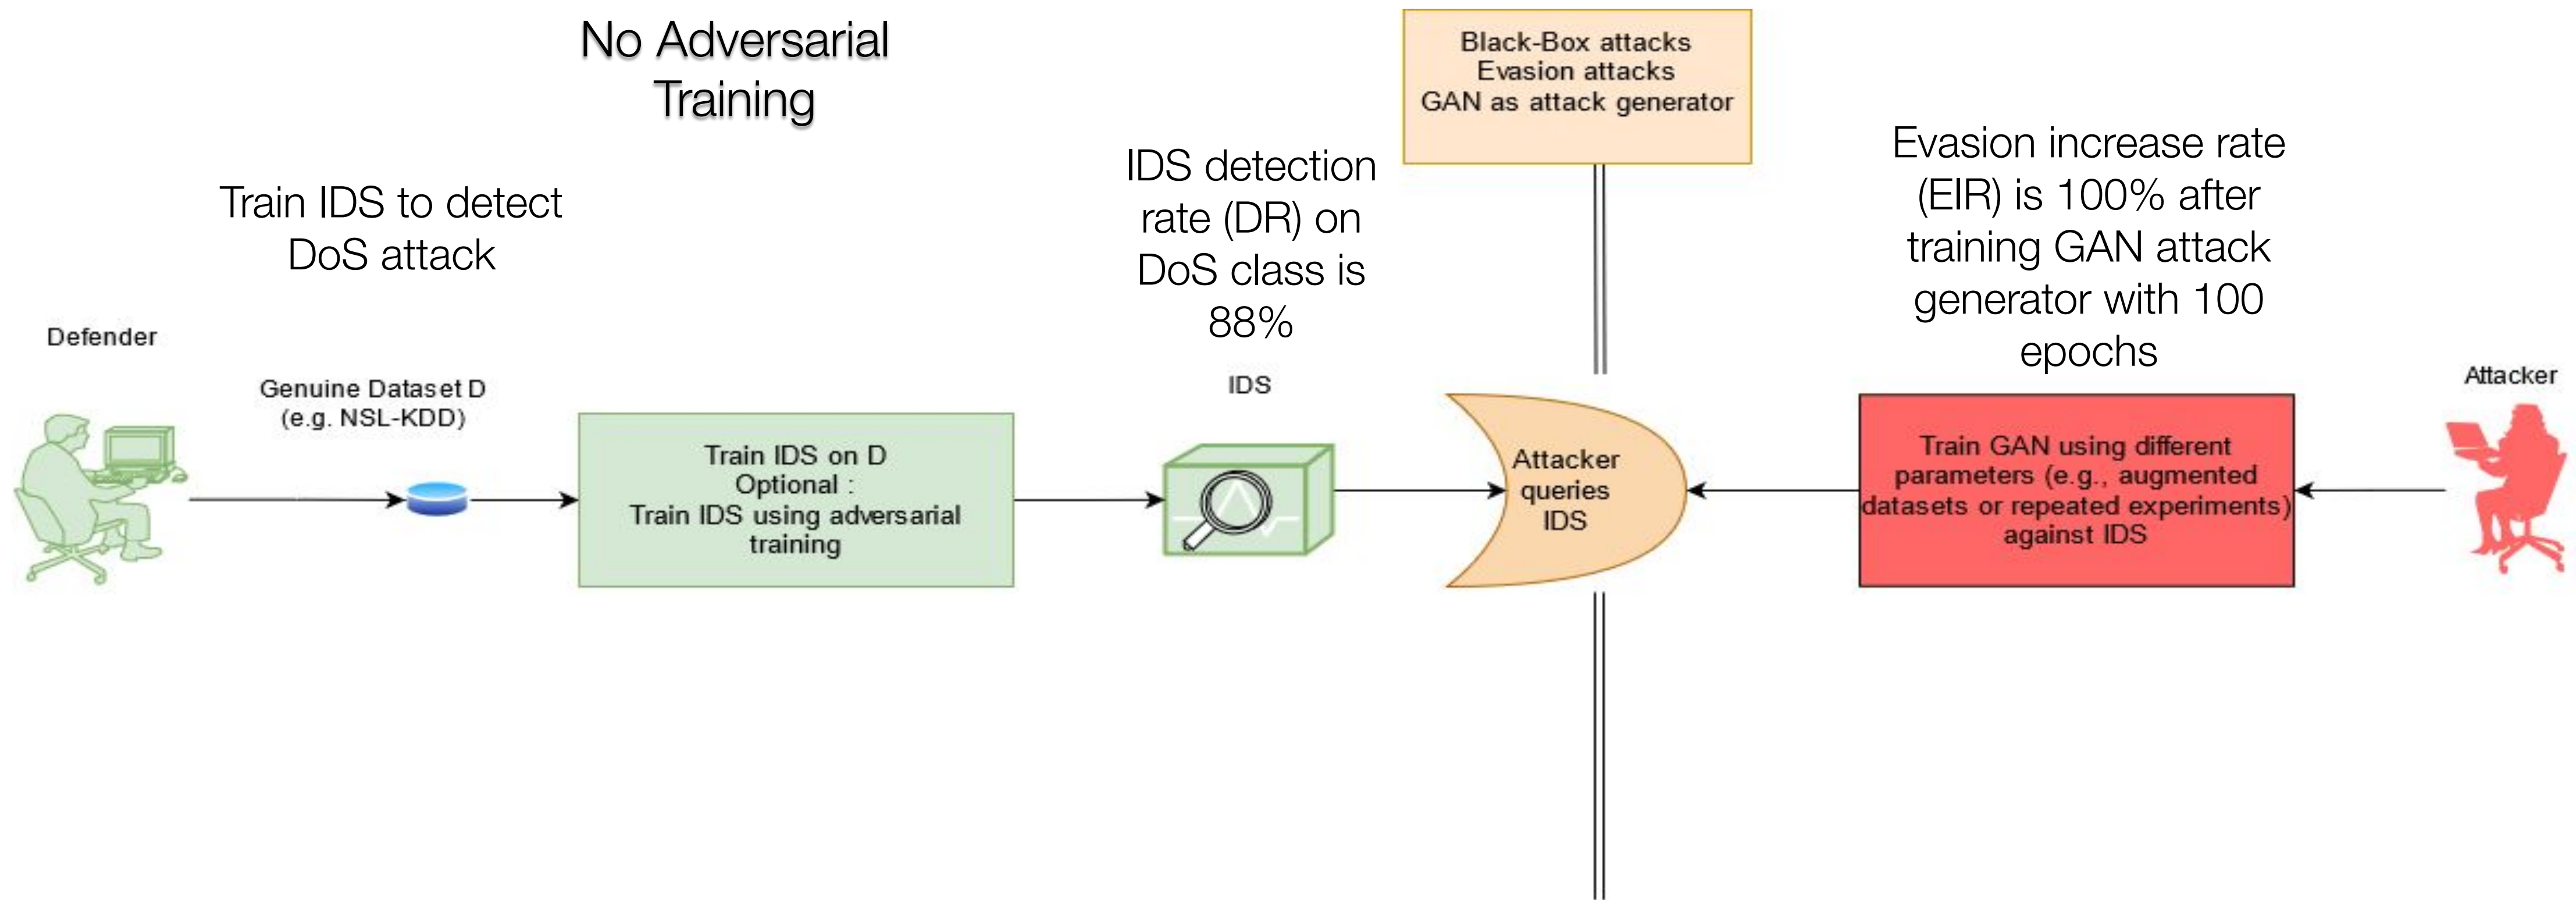 No Adversarial
Training
Train IDS to detect
DoS attack
Defender
Genuine Dataset D
(e.g. NSL-KDD)
Train IDS on D
Optional :
Train IDS using adversarial
training
IDS detection
rate (DR) on
DoS class is
88%
IDS
Black-Box attacks
Evasion attacks
GAN as attack generator
Attacker
queries
IDS
Evasion increase rate
(EIR) is 100% after
training GAN attack
generator with 100
epochs
Train GAN using different
parameters (e.g., augmented
datasets or repeated experiments)
against IDS
Attacker